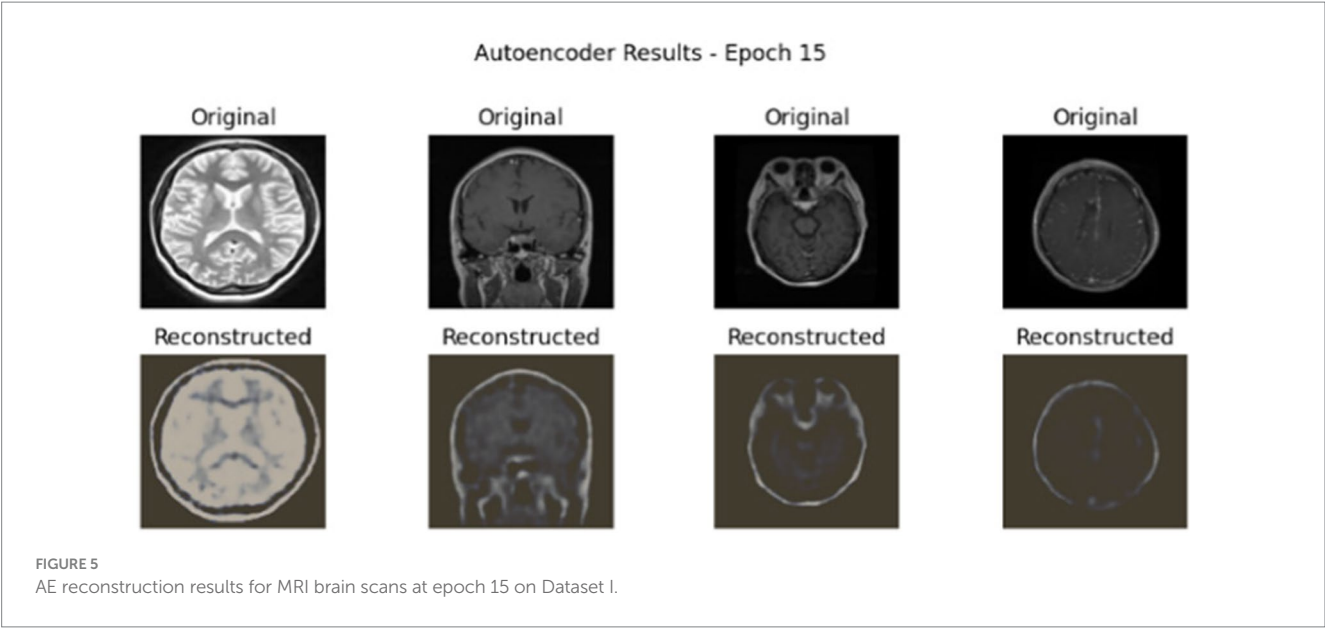 Autoencoder Results - Epoch 15
Original Original Original Original
Reconstructed Reconstructed Reconstructed Reconstructed
FIGURE 5
AE reconstruction results for MRI brain scans at epoch 15 on Dataset I.